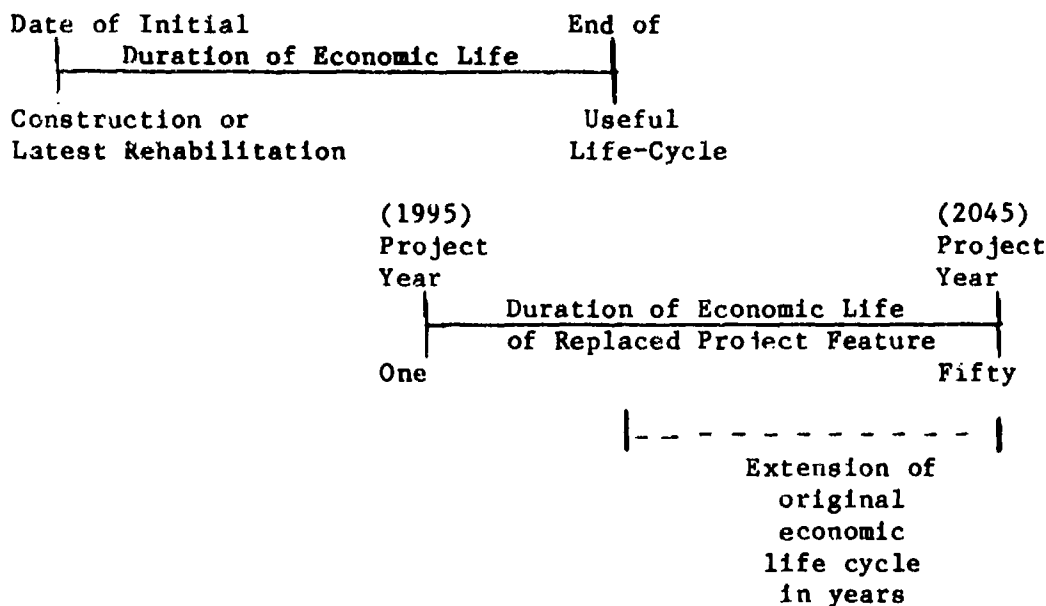 Date of Initial End of
Duration of Economic Life
Construction or Useful
Latest Rehabilitation Life-Cycle
(1995) (2045)
Project Project
Year Year
Duration of Economic Life
of Replaced Project Feature
One Fifty
Extension of
original
economic
life cycle
in years